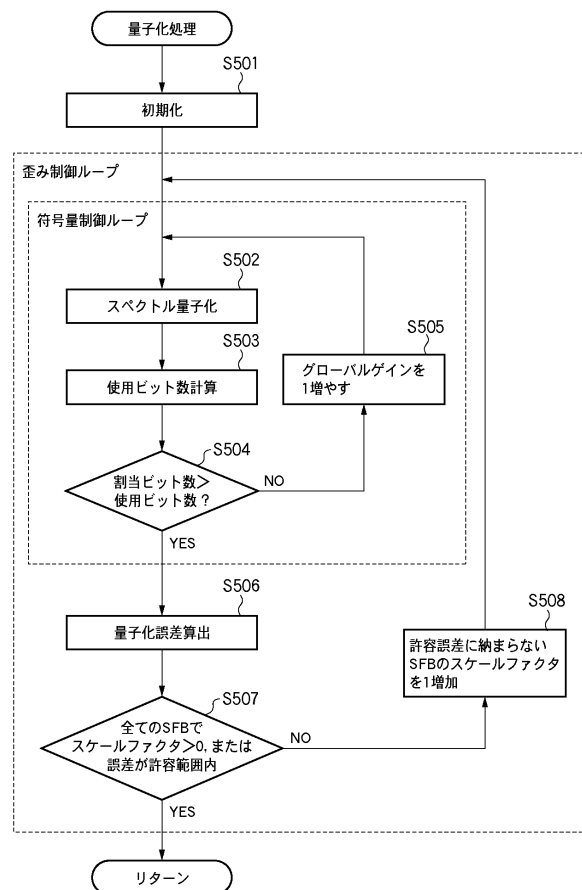 量子化処理
S501
初期化
歪み制御ループ
符号量制御ループ
S502
スペクトル量子化
S503
使用ビット数計算
S505
グローバルゲインを
1増やす
S504
割当ビット数>
使用ビット数?
NO
YES
S506
量子化誤差算出
S508
許容誤差に納まらない
SFBのスケールファクタ
を1増加
S507
全てのSFBで
スケールファクタ>0,または
誤差が許容範囲内
NO
YES
リターン